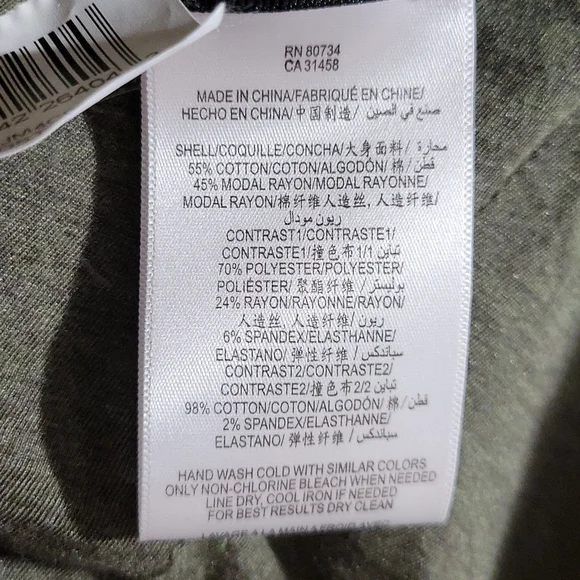 RN 80734
CA 31458
MADE IN CHINA/FABRIQUÉ EN CHINE/
HECHO EN CHINA/中国制造/ صنع في الصين
SHELL/COQUILLE/CONCHA/大身面料/ محارة
55% COTTON/COTON/ALGODÓN/ 棉/ قطن/
45% MODAL RAYON/MODAL RAYONNE/
MODAL RAYON/棉纤维人造丝, 人造纤维/
ريون مودال
CONTRAST1/CONTRASTE1/
CONTRASTE1/撞色布1/1 تباين
70% POLYESTER/POLYESTER/
POLIÉSTER/ 聚酯纤维 / بوليستر/
24% RAYON/RAYONNE/RAYON/
人造丝, 人造纤维/ ريون/
6% SPANDEX/ELASTHANNE/
ELASTANO/ 弹性纤维 / سباندكس
CONTRAST2/CONTRASTE2/
CONTRASTE2/撞色布2/2 تباين
98% COTTON/COTON/ALGODÓN/ 棉/ قطن/
2% SPANDEX/ELASTHANNE/
ELASTANO/ 弹性纤维 / سباندكس
HAND WASH COLD WITH SIMILAR COLORS
ONLY NON-CHLORINE BLEACH WHEN NEEDED
LINE DRY, COOL IRON IF NEEDED
FOR BEST RESULTS DRY CLEAN